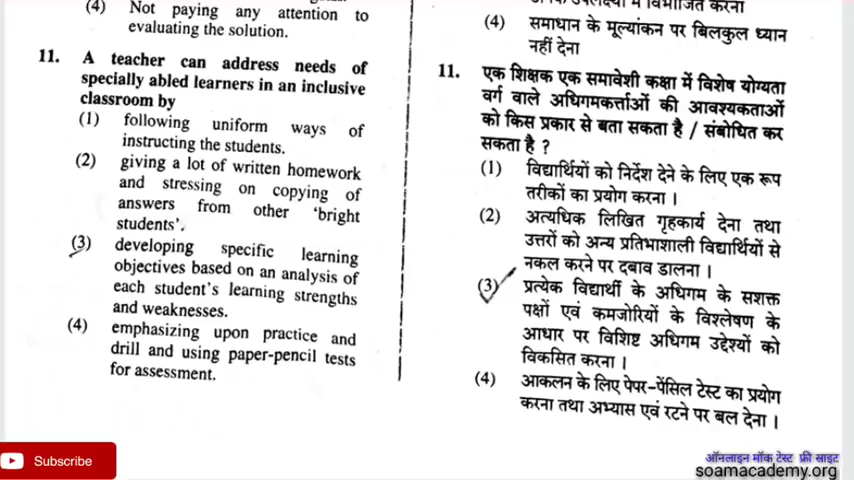 (4) Not paying any attention to
evaluating the solution.
11. A teacher can address needs of
specially abled learners in an inclusive
classroom by
(1) following uniform ways of
instructing the students.
(2) giving a lot of written homework
and stressing on copying of
answers from other 'bright
students'.
(3) developing specific learning
objectives based on an analysis of
each student's learning strengths
and weaknesses.
(4) emphasizing upon practice and
drill and using paper-pencil tests
for assessment.
में विभाजित करना
(4) समाधान के मूल्यांकन पर बिलकुल ध्यान
नहीं देना
11. एक शिक्षक एक समावेशी कक्षा में विशेष योग्यता
वर्ग वाले अधिगमकर्त्ताओं की आवश्यकताओं
को किस प्रकार से बता सकता है / संबोधित कर
सकता है ?
(1) विद्यार्थियों को निर्देश देने के लिए एक रूप
तरीकों का प्रयोग करना ।
(2) अत्यधिक लिखित गृहकार्य देना तथा
उत्तरों को अन्य प्रतिभाशाली विद्यार्थियों से
नकल करने पर दबाव डालना ।
(3) प्रत्येक विद्यार्थी के अधिगम के सशक्त
पक्षों एवं कमजोरियों के विश्लेषण के
आधार पर विशिष्ट अधिगम उद्देश्यों को
विकसित करना ।
(4) आकलन के लिए पेपर-पेंसिल टेस्ट का प्रयोग
करना तथा अभ्यास एवं रटने पर बल देना ।
Subscribe
ऑनलाइन मॉक टेस्ट फ्री साइट
soamacademy.org